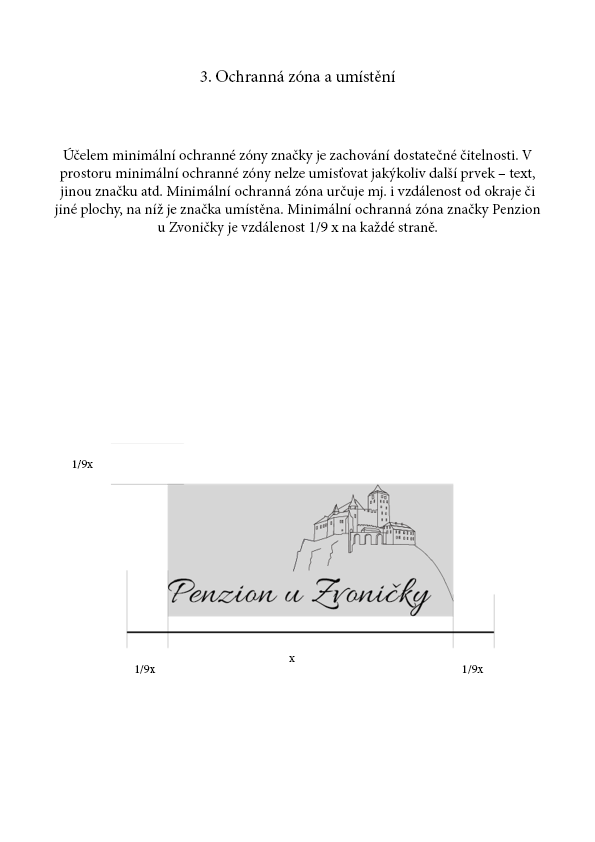 3. Ochranná zóna a umístění
Účelem minimální ochranné zóny značky je zachování dostatečné čitelnosti. V
prostoru minimální ochranné zóny nelze umisťovat jakýkoliv další prvek – text,
jinou značku atd. Minimální ochranná zóna určuje mj. i vzdálenost od okraje či
jiné plochy, na níž je značka umístěna. Minimální ochranná zóna značky Penzion
u Zvoničky je vzdálenost 1/9 x na každé straně.
1/9x
Penzion u Zvoničky
x
1/9x
1/9x